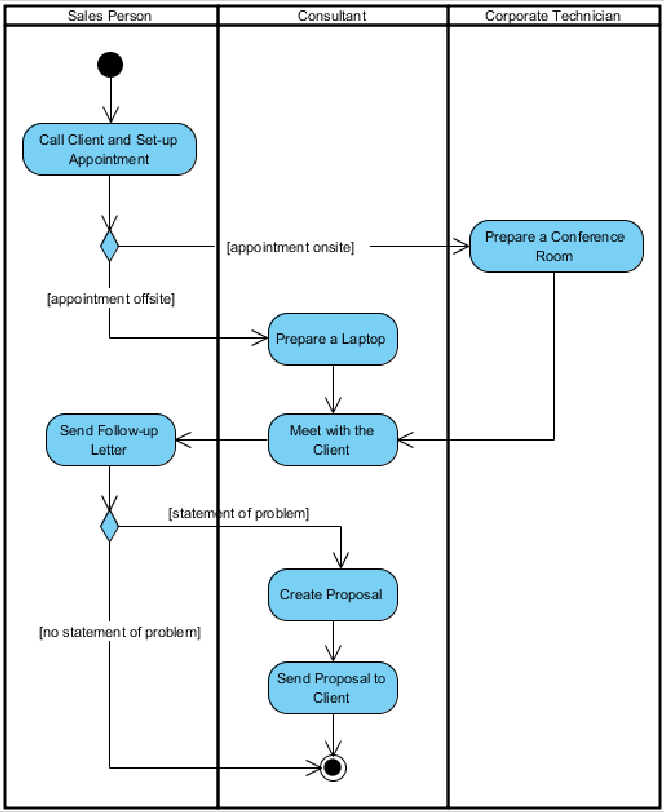 Sales Person
Consultant
Corporate Technician
Call Client and Set-up
Appointment
[appointment onsite]
Prepare a Conference
Room
[appointment offsite]
Prepare a Laptop
Send Follow-up
Letter
Meet with the
Client
[statement of problem]
Create Proposal
[no statement of problem]
Send Proposal to
Client